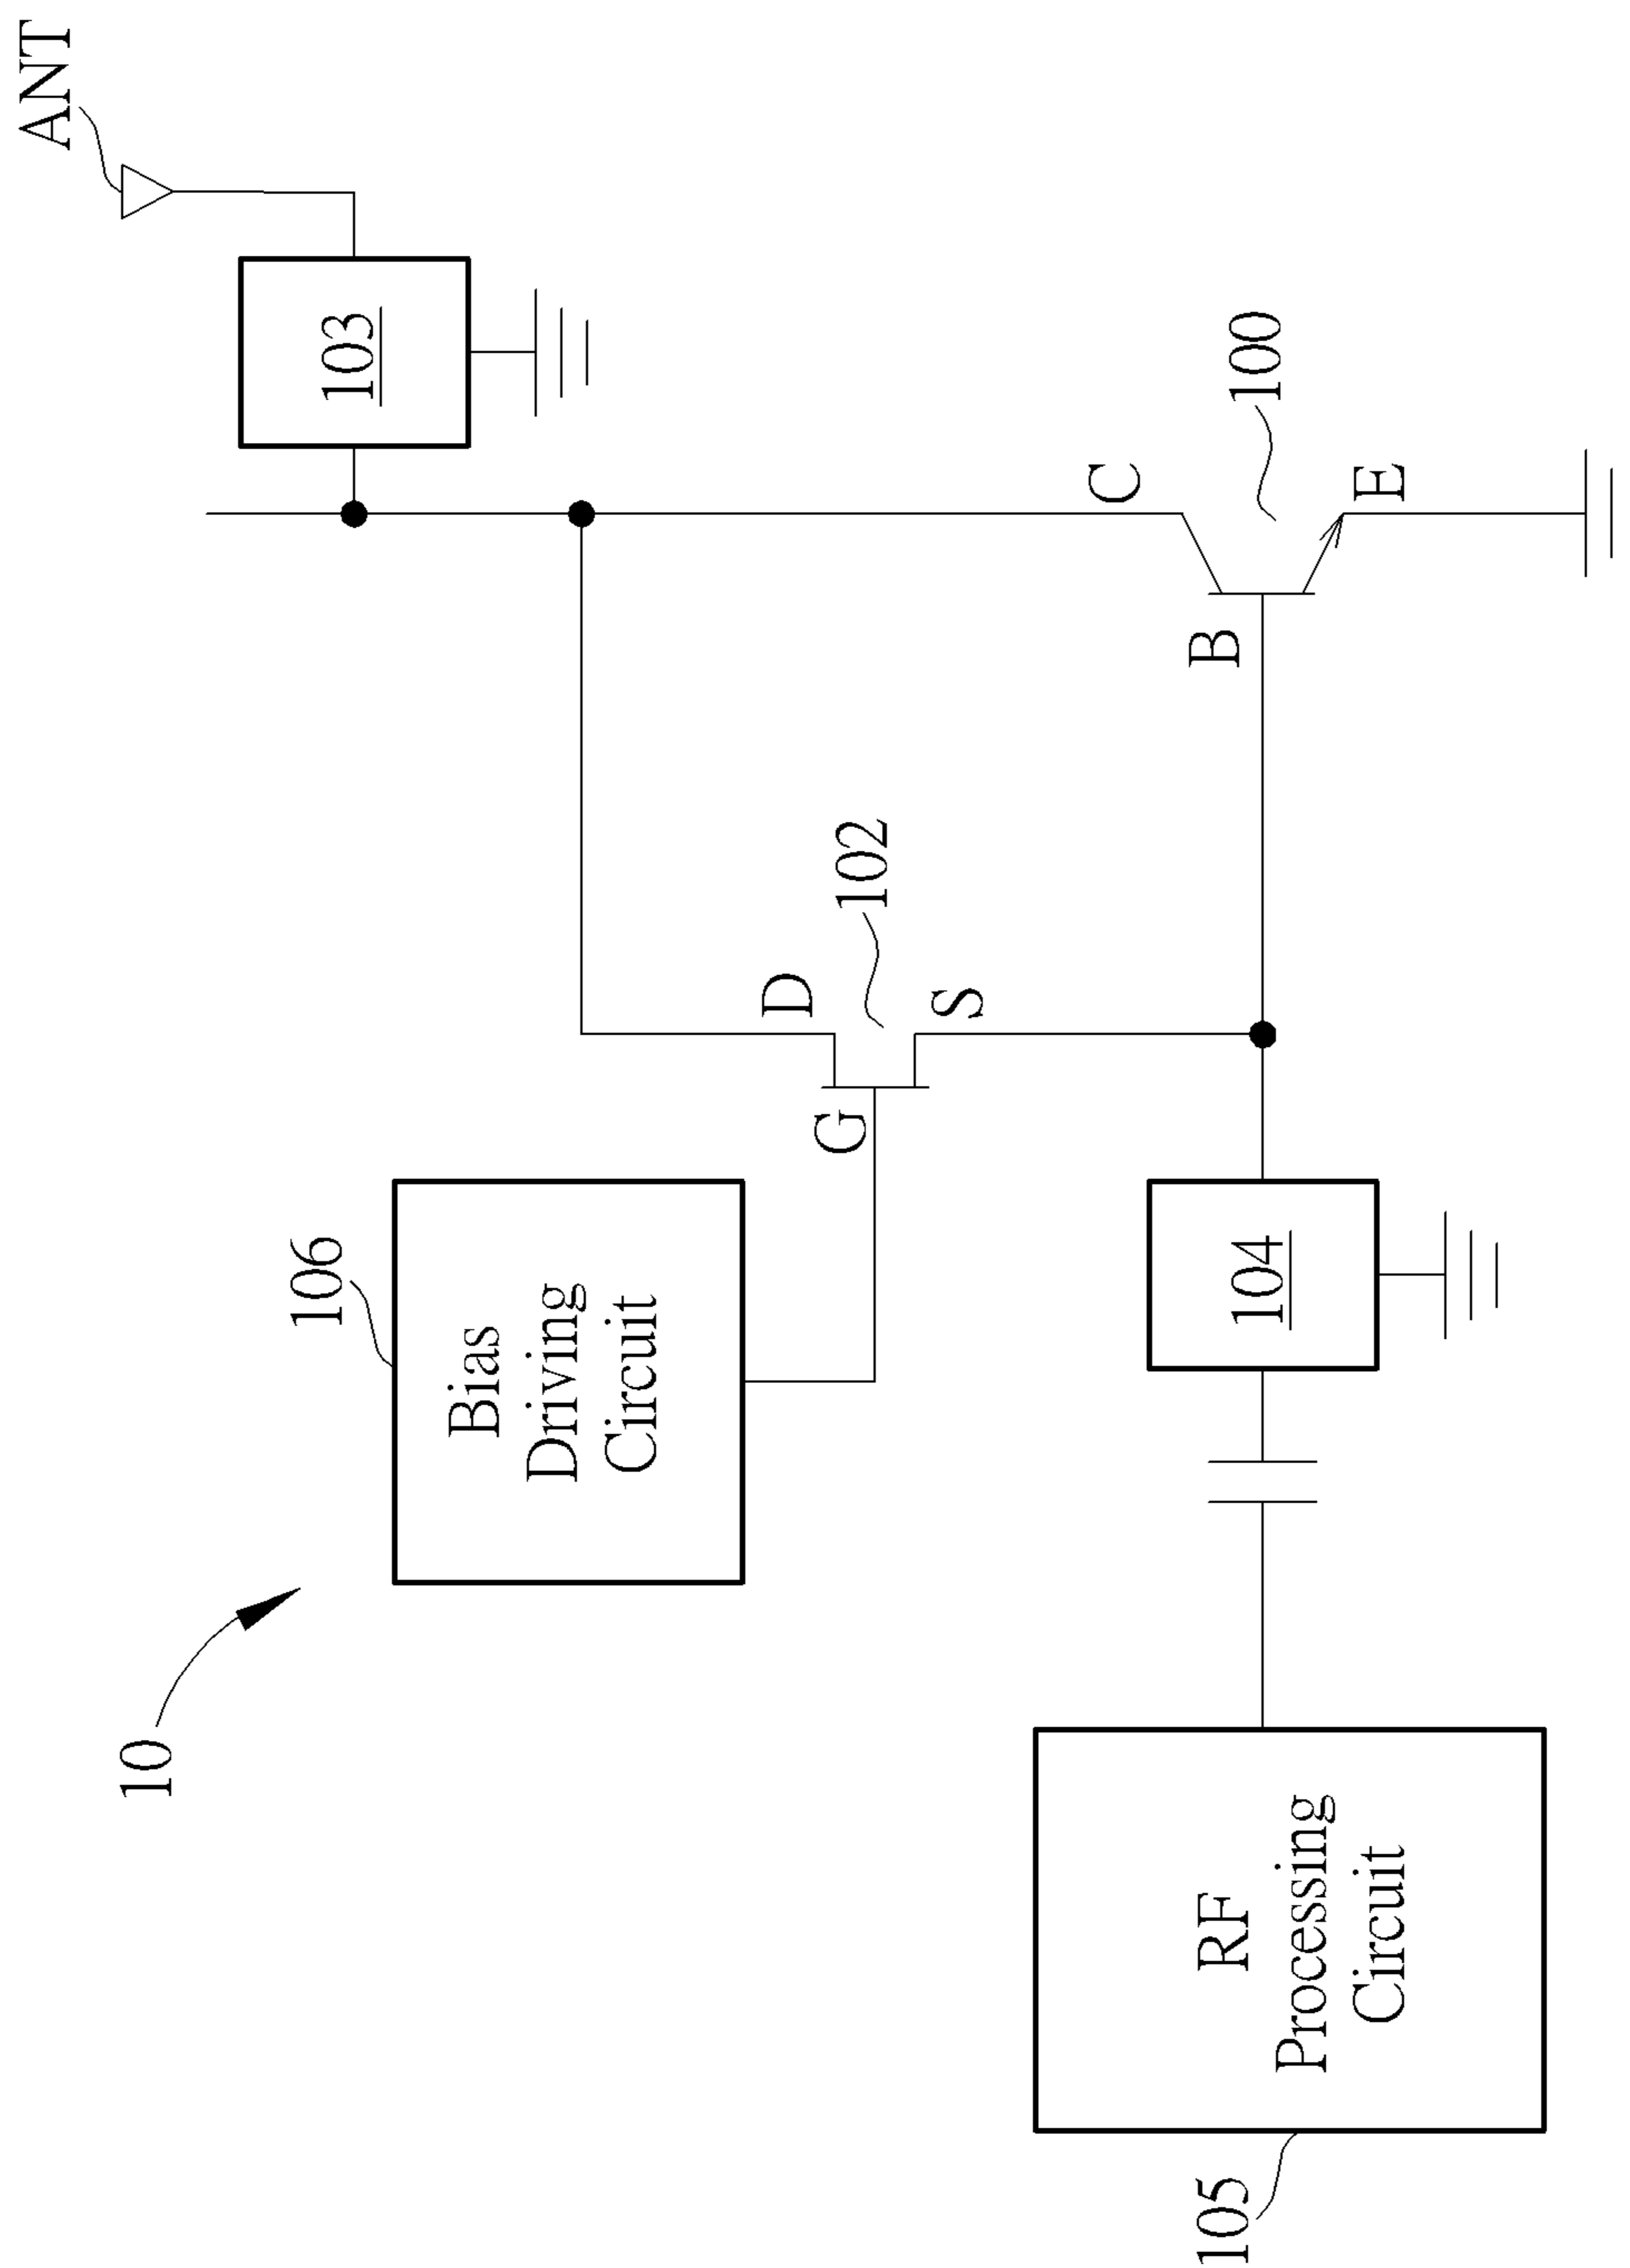 ANT
103
100
C
E
B
102
D
S
G
106
Bias
Driving
Circuit
104
10
RF
Processing
Circuit
105